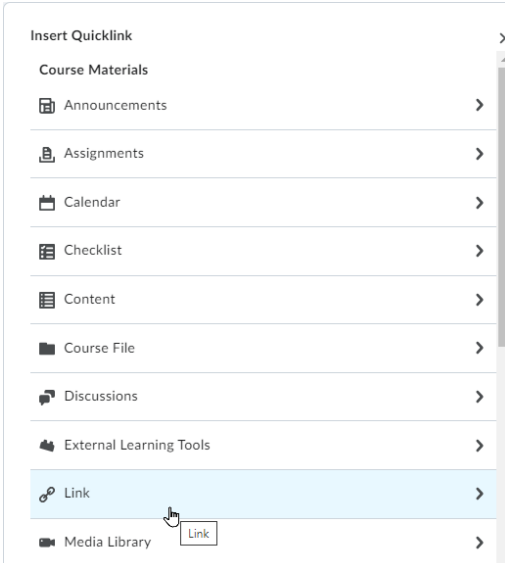 Insert Quicklink
Course Materials
Announcements
Assignments
Calendar
Checklist
Content
Course File
Discussions
External Learning Tools
Link
Link
Media Library